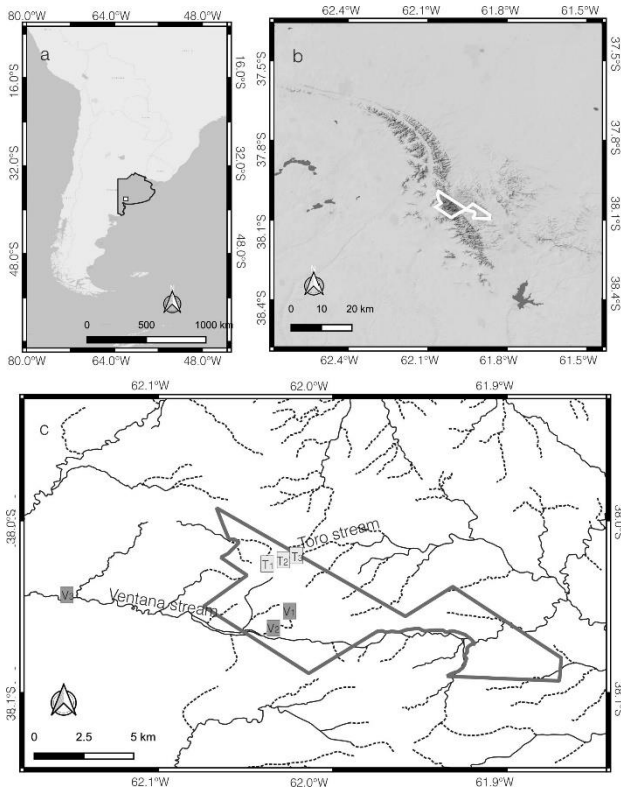 80.0°W 64.0°W 48.0°W
a
16.0°S 16.0°S
32.0°S 32.0°S
48.0°S 48.0°S
N
0 500 1000 km
80.0°W 64.0°W 48.0°W
62.4°W 62.1°W 61.8°W 61.5°W
b
37.5°S 37.5°S
37.8°S 37.8°S
38.1°S 38.1°S
38.4°S 38.4°S
0 10 20 km
62.4°W 62.1°W 61.8°W 61.5°W
62.1°W 62.0°W 61.9°W
c
38.0°S 38.0°S
Toro stream
T1 T2 T3
Ventana stream
V1
V2
38.1°S 38.1°S
0 2.5 5 km
62.1°W 62.0°W 61.9°W